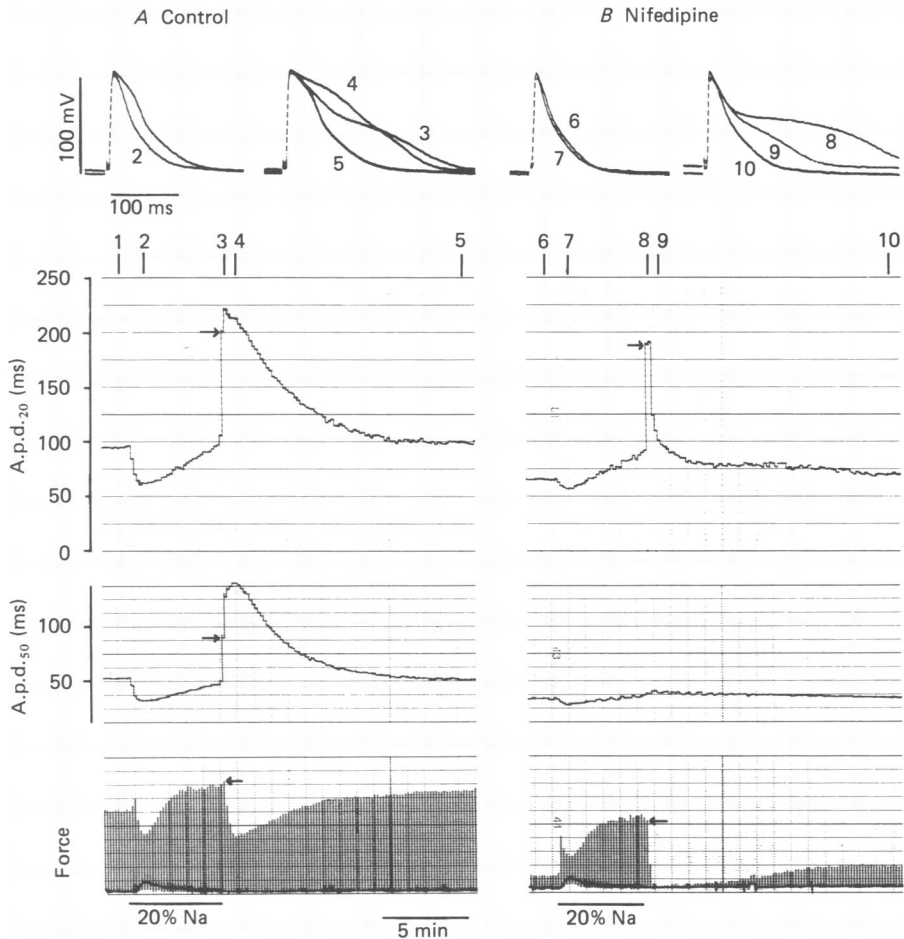 A Control
B Nifedipine
100 mV
2
4
3
5
6
7
8
9
10
100 ms
1 2 3 4 5
6 7 8 9 10
A.p.d.20 (ms)
250
200
150
100
50
0
A.p.d.50 (ms)
100
50
Force
20% Na
5 min
20% Na